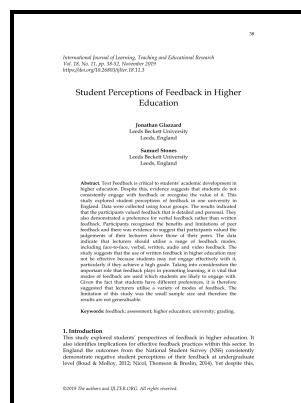 38
International Journal of Learning, Teaching and Educational Research
Vol. 18, No. 11, pp. 38-52, November 2019
https://doi.org/10.26803/ijlter.18.11.3
Student Perceptions of Feedback in Higher
Education
Jonathan Glazzard
Leeds Beckett University
Leeds, England
Samuel Stones
Leeds Beckett University
Leeds, England
Abstract. Text Feedback is critical to students' academic development in
higher education. Despite this, evidence suggests that students do not
consistently engage with feedback or recognise the value of it. This
study explored student perceptions of feedback in one university in
England. Data were collected using focus groups. The results indicated
that the participants valued feedback that is detailed and personal. They
also demonstrated a preference for verbal feedback rather than written
feedback. Participants recognised the benefits and limitations of peer
feedback and there was evidence to suggest that participants valued the
judgements of their lecturers above those of their peers. The data
indicate that lecturers should utilise a range of feedback modes,
including face-to-face, verbal, written, audio and video feedback. The
study suggests that the use of written feedback in higher education may
not be effective because students may not engage effectively with it,
particularly if they achieve a high grade. Taking into consideration the
important role that feedback plays in promoting learning, it is vital that
modes of feedback are used which students are likely to engage with.
Given the fact that students have different preferences, it is therefore
suggested that lecturers utilise a variety of modes of feedback. The
limitation of this study was the small sample size and therefore the
results are not generalisable.
Keywords: feedback; assessment; higher education; university; grading.
1. Introduction
This study explored students' perspectives of feedback in higher education. It
also identifies implications for effective feedback practices within this sector. In
England the outcomes from the National Student Survey (NSS) consistently
demonstrate negative student perceptions of their feedback at undergraduate
level (Boud & Molloy, 2012; Nicol, Thomson & Breslin, 2014). Yet despite this,
©2019 The authors and IJLTER.ORG. All rights reserved.